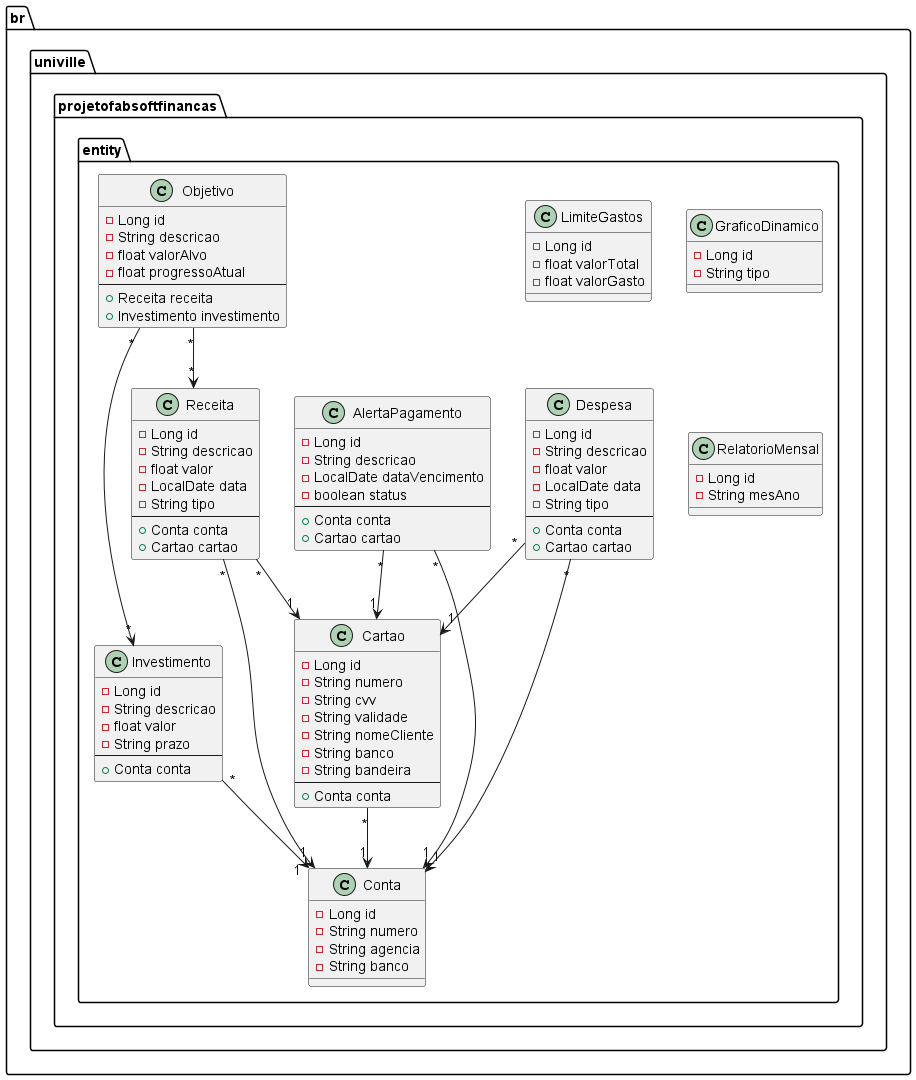 br
univille
projetofabsoftfinancas
entity
C Objetivo
Long id
String descricao
float valorAlvo
float progressoAtual
Receita receita
Investimento investimento
C LimiteGastos
Long id
float valorTotal
float valorGasto
C GraficoDinamico
Long id
String tipo
* *
* *
C Receita
Long id
String descricao
float valor
LocalDate data
String tipo
Conta conta
Cartao cartao
C AlertaPagamento
Long id
String descricao
LocalDate dataVencimento
boolean status
Conta conta
Cartao cartao
C Despesa
Long id
String descricao
float valor
LocalDate data
String tipo
Conta conta
Cartao cartao
C RelatorioMensal
Long id
String mesAno
* * * * * *
1 1 1
C Investimento
Long id
String descricao
float valor
String prazo
Conta conta
C Cartao
Long id
String numero
String cvv
String validade
String nomeCliente
String banco
String bandeira
Conta conta
* *
1 1 1 1 1
C Conta
Long id
String numero
String agencia
String banco